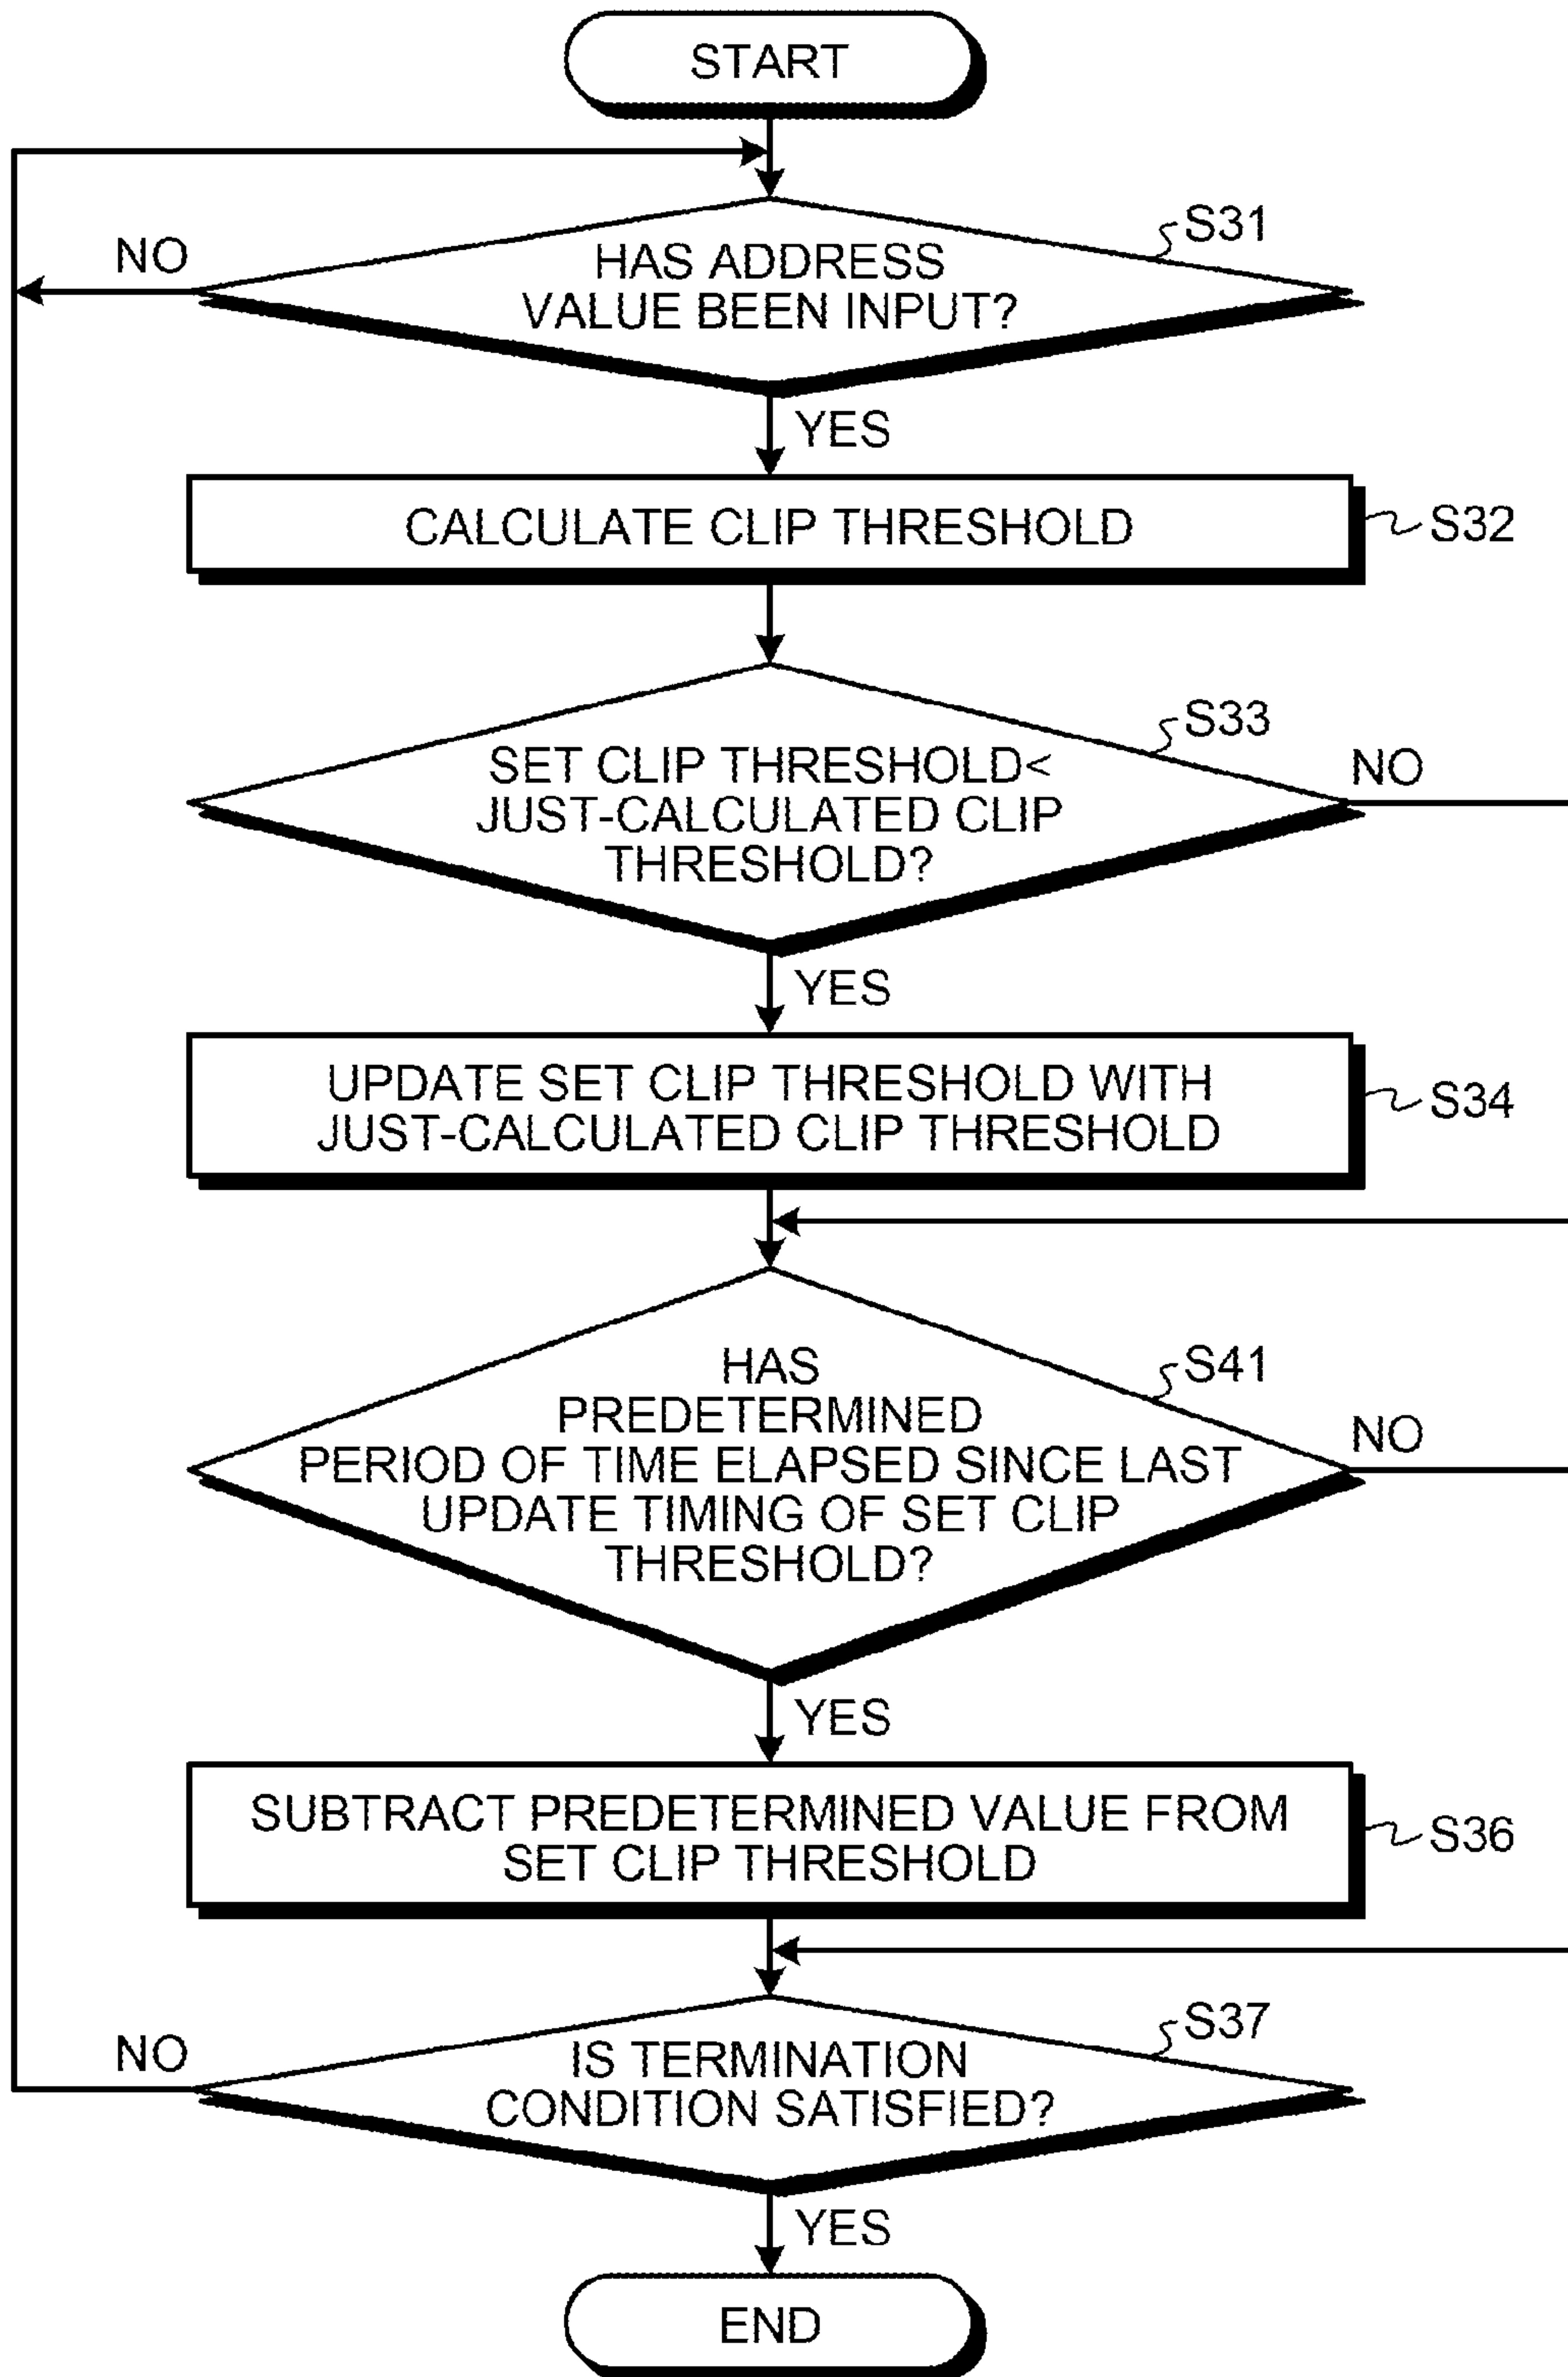 START
S31
NO
HAS ADDRESS
VALUE BEEN INPUT?
YES
CALCULATE CLIP THRESHOLD
S32
S33
SET CLIP THRESHOLD<
JUST-CALCULATED CLIP
THRESHOLD?
NO
YES
UPDATE SET CLIP THRESHOLD WITH
JUST-CALCULATED CLIP THRESHOLD
S34
S41
HAS
PREDETERMINED
PERIOD OF TIME ELAPSED SINCE LAST
UPDATE TIMING OF SET CLIP
THRESHOLD?
NO
YES
SUBTRACT PREDETERMINED VALUE FROM
SET CLIP THRESHOLD
S36
S37
NO
IS TERMINATION
CONDITION SATISFIED?
YES
END